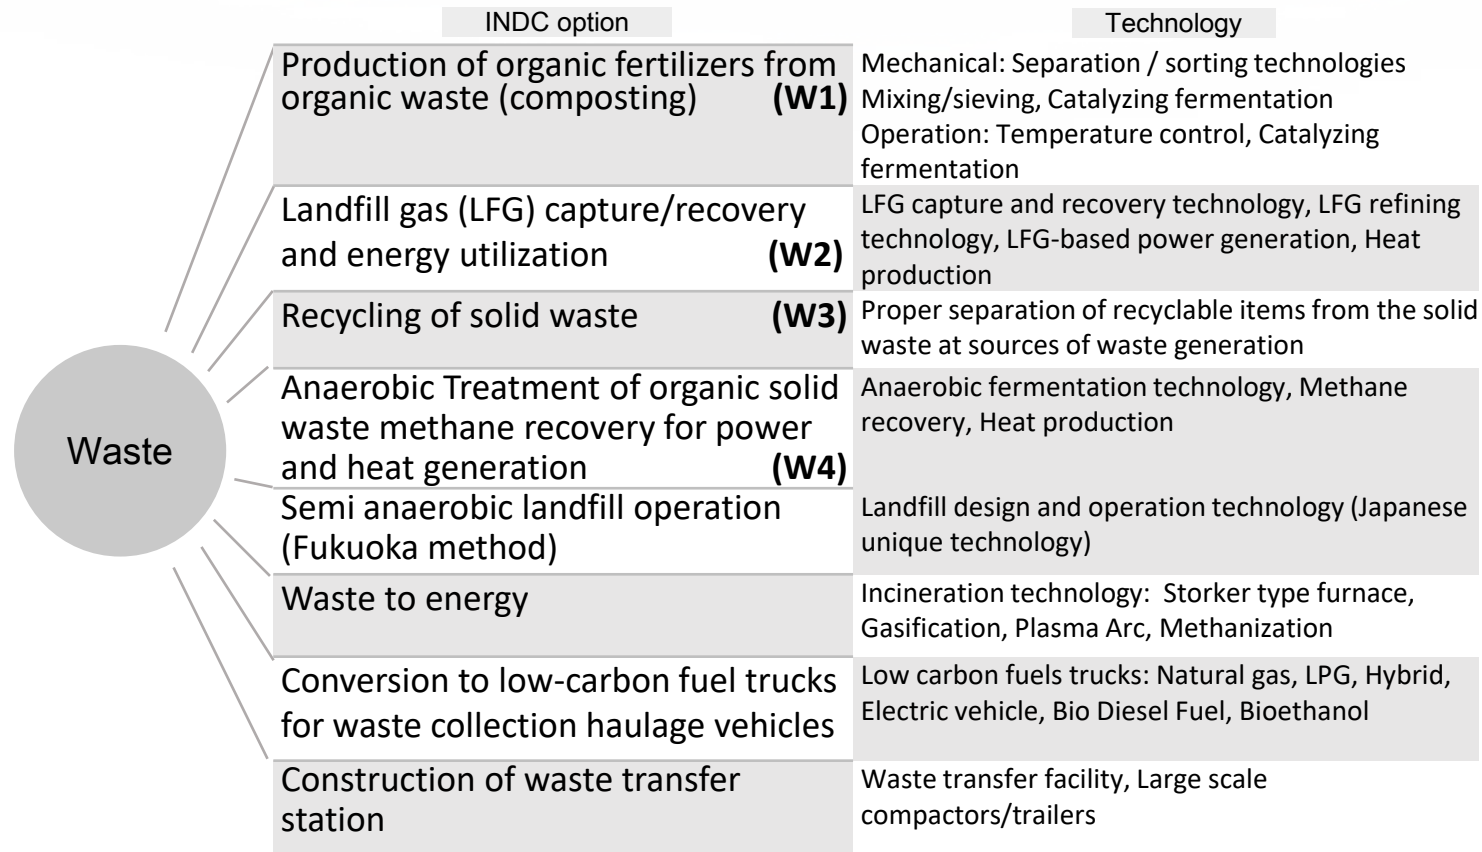 INDC option
Technology
Waste
Production of organic fertilizers from
organic waste (composting) (W1)
Mechanical: Separation / sorting technologies
Mixing/sieving, Catalyzing fermentation
Operation: Temperature control, Catalyzing
fermentation
Landfill gas (LFG) capture/recovery
and energy utilization (W2)
LFG capture and recovery technology, LFG refining
technology, LFG-based power generation, Heat
production
Recycling of solid waste (W3)
Proper separation of recyclable items from the solid
waste at sources of waste generation
Anaerobic Treatment of organic solid
waste methane recovery for power
and heat generation (W4)
Anaerobic fermentation technology, Methane
recovery, Heat production
Semi anaerobic landfill operation
(Fukuoka method)
Landfill design and operation technology (Japanese
unique technology)
Waste to energy
Incineration technology: Storker type furnace,
Gasification, Plasma Arc, Methanization
Conversion to low-carbon fuel trucks
for waste collection haulage vehicles
Low carbon fuels trucks: Natural gas, LPG, Hybrid,
Electric vehicle, Bio Diesel Fuel, Bioethanol
Construction of waste transfer
station
Waste transfer facility, Large scale
compactors/trailers